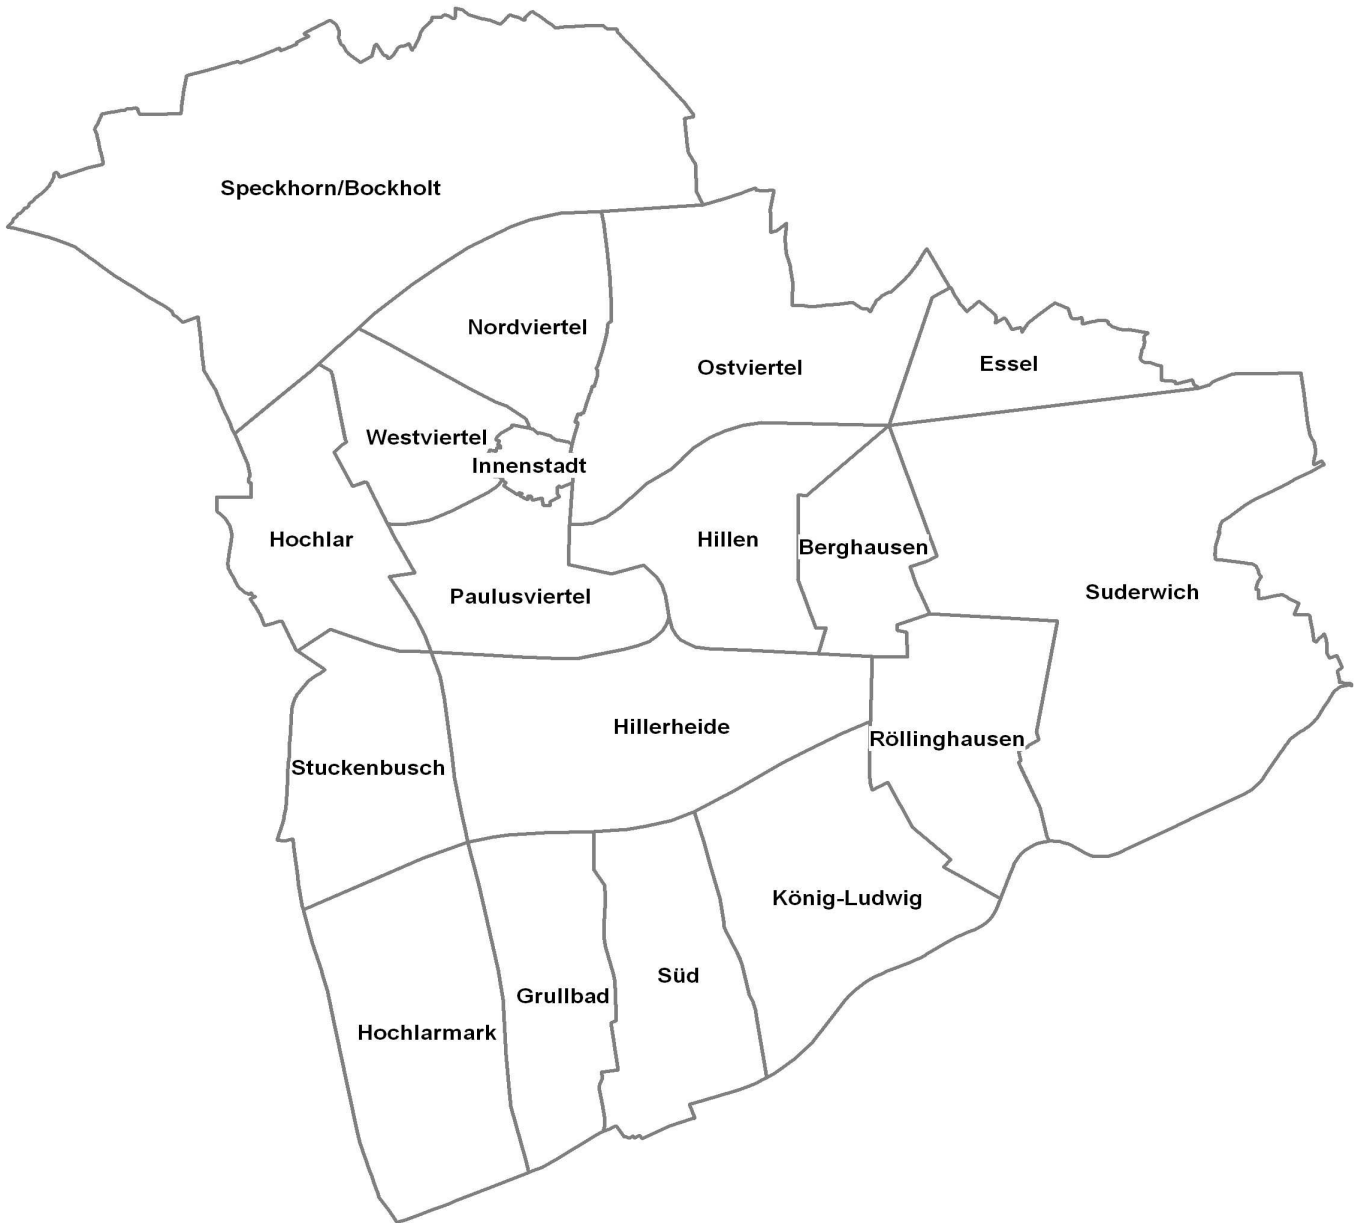 Speckhorn/Bockholt
Nordviertel
Ostviertel
Essel
Westviertel
Innenstadt
Hochlar
Hillen
Berghausen
Paulusviertel
Suderwich
Hillerheide
Röllinghausen
Stuckenbusch
König-Ludwig
Süd
Grullbad
Hochlarmark